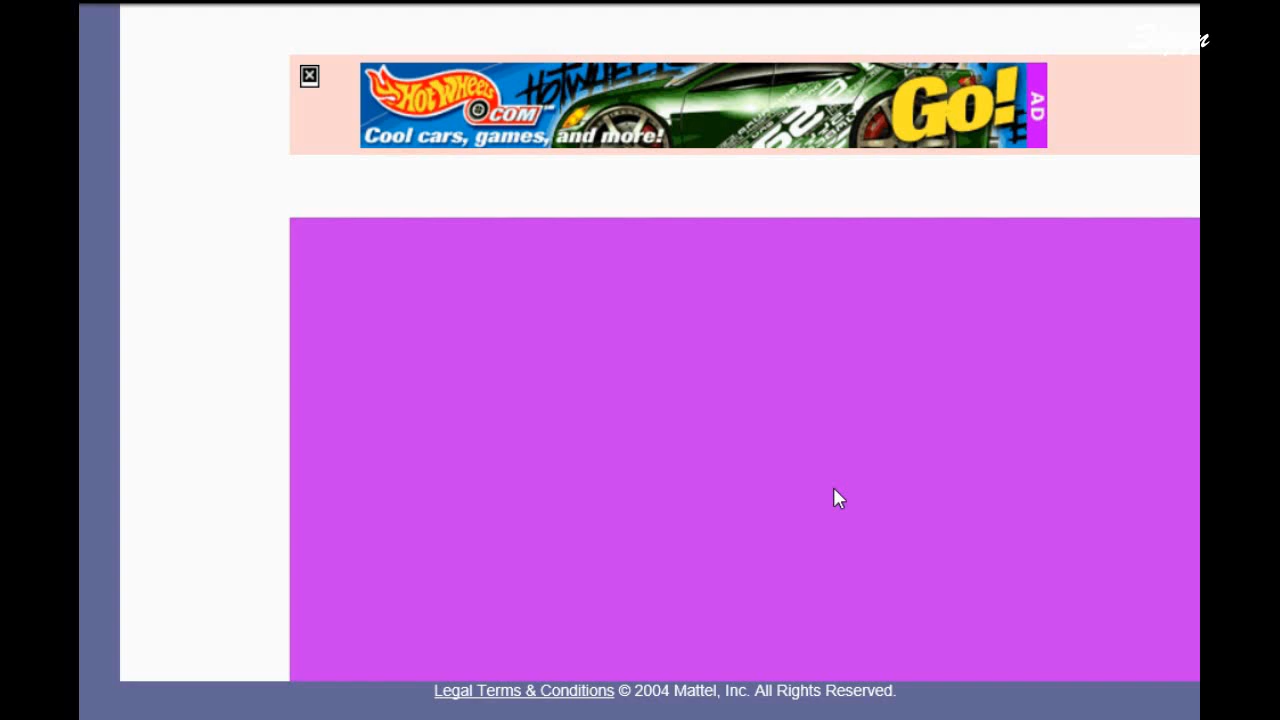 HOT WHEELS
.COM
Cool cars, games, and more!
HOTWHEELS
Go!
AD
Legal Terms & Conditions © 2004 Mattel, Inc. All Rights Reserved.